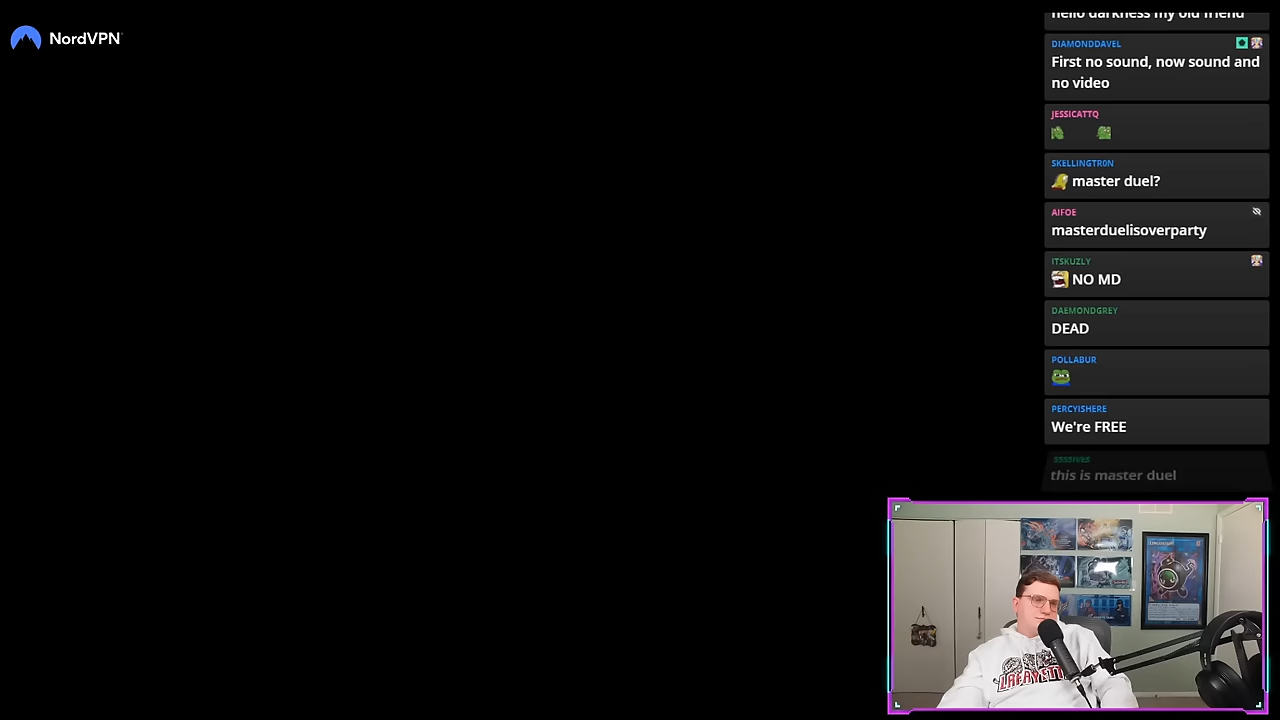 NordVPN
hello darkness my old friend
DIAMONDDAVEL
First no sound, now sound and
no video
JESSICATTQ
SKELLINGTR0N
master duel?
AIFOE
masterduelisoverparty
ITSKUZLY
NO MD
DAEMONDGREY
DEAD
POLLABUR
PERCYISHERE
We're FREE
this is master duel